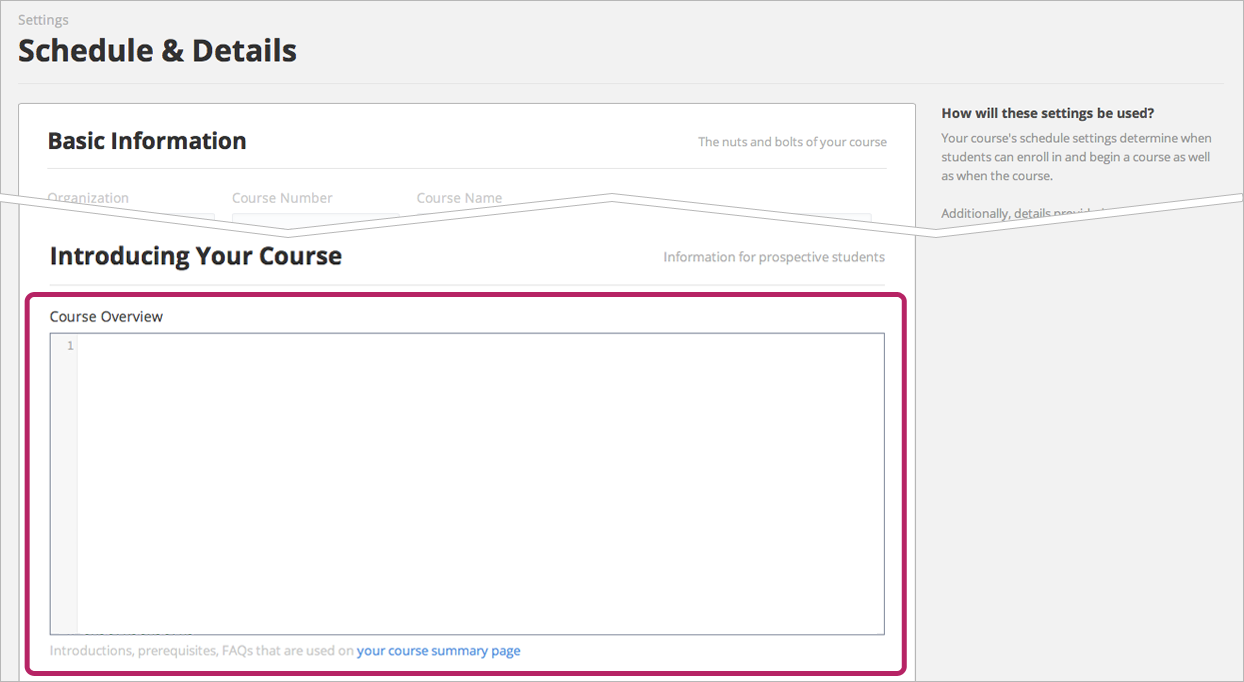 Settings
Schedule & Details
Basic Information
The nuts and bolts of your course
Organization Course Number Course Name
Introducing Your Course
Information for prospective students
Course Overview
1
Introductions, prerequisites, FAQs that are used on your course summary page
How will these settings be used?
Your course's schedule settings determine when
students can enroll in and begin a course as well
as when the course.
Additionally, details